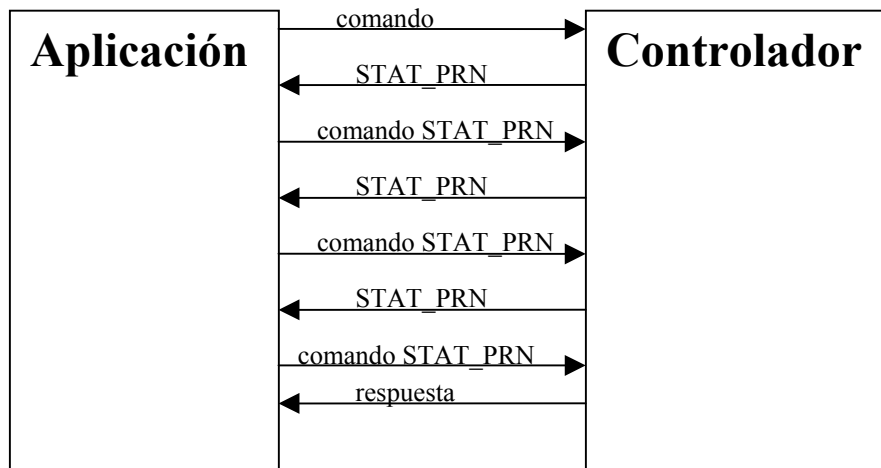 comando
Aplicación
Controlador
STAT_PRN
comando STAT_PRN
STAT_PRN
comando STAT_PRN
STAT_PRN
comando STAT_PRN
respuesta